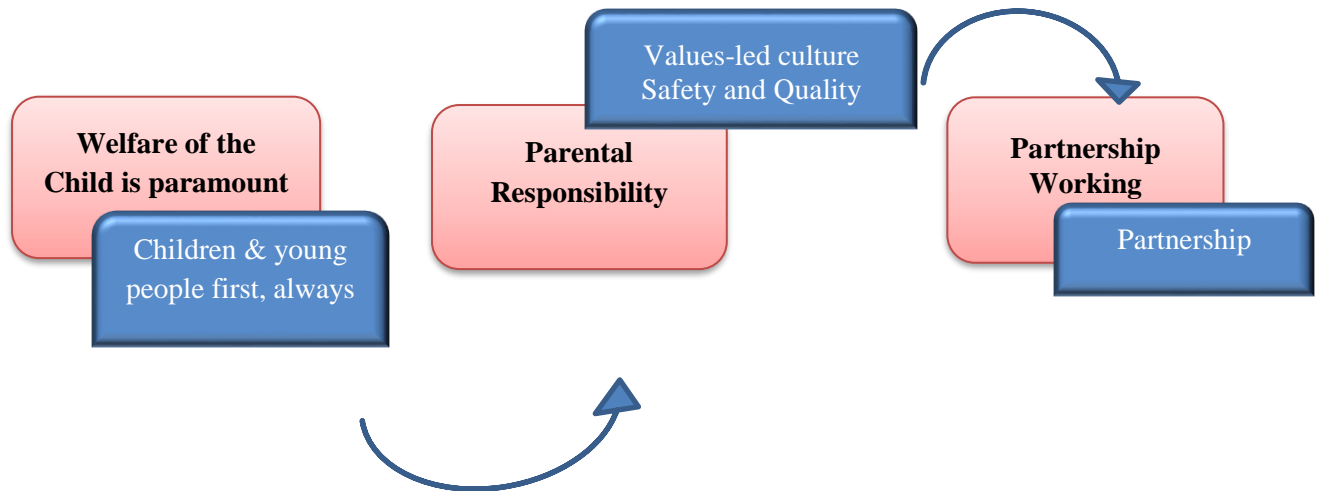 Welfare of the
Child is paramount
Children & young
people first, always
Values-led culture
Safety and Quality
Parental
Responsibility
Partnership
Working
Partnership